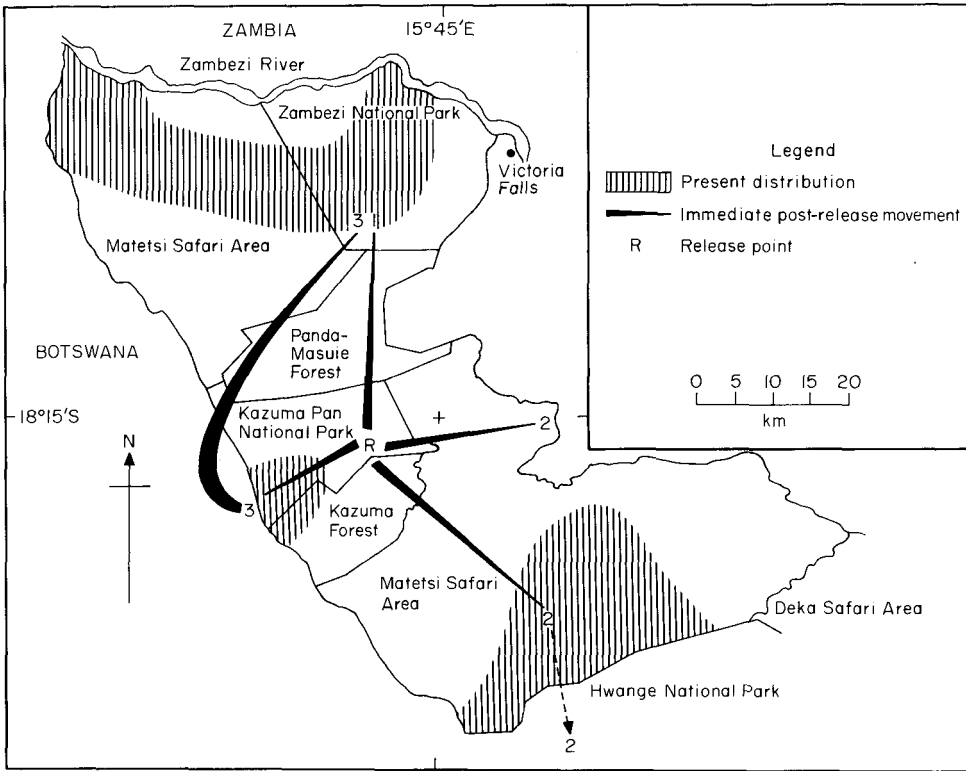 ZAMBIA
15°45'E
Zambezi River
Zambezi National Park
Victoria
Falls
Legend
Present distribution
Immediate post-release movement
R Release point
3 1
Matetsi Safari Area
BOTSWANA
Panda-
Masuie
Forest
0 5 10 15 20
km
18°15'S
Kazuma Pan
National Park
2
R
N
3
Kazuma
Forest
Matetsi Safari
Area
2
Deka Safari Area
Hwange National Park
2